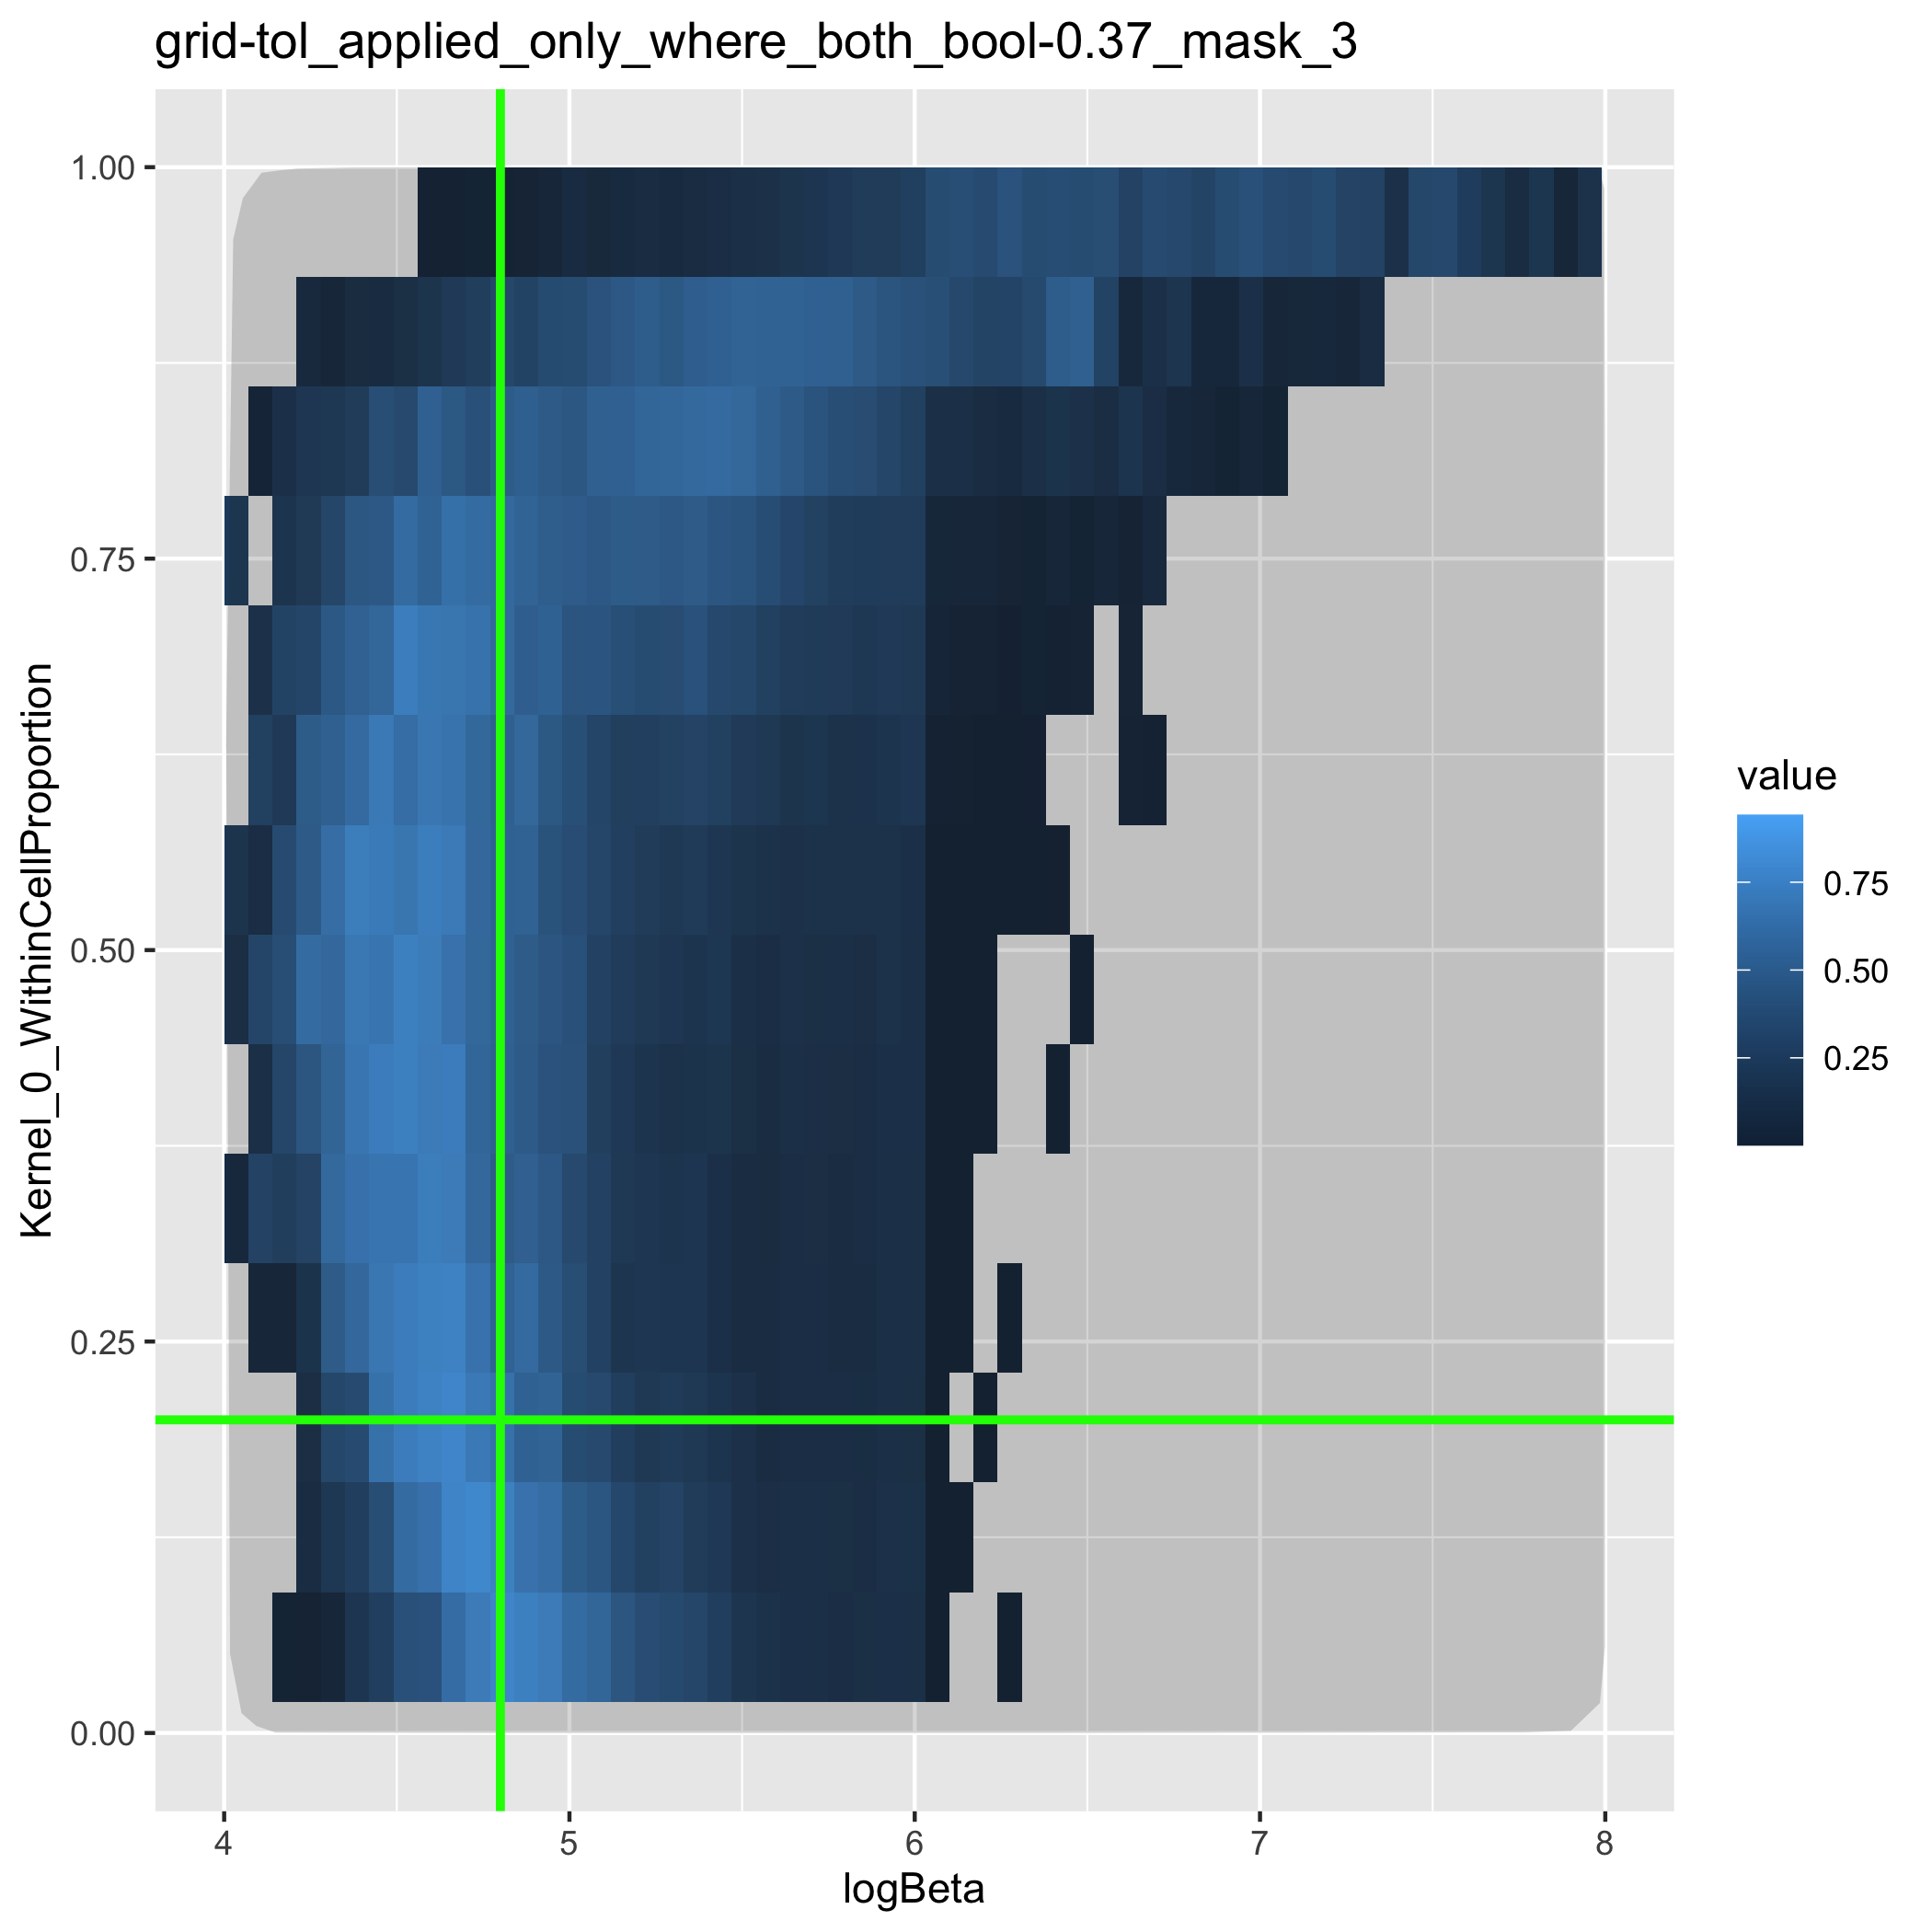 grid-tol_applied_only_where_both_bool-0.37_mask_3
1.00
0.75
0.50
0.25
0.00
Kernel_0_WithinCellProportion
4 5 6 7 8
logBeta
value
0.75
0.50
0.25